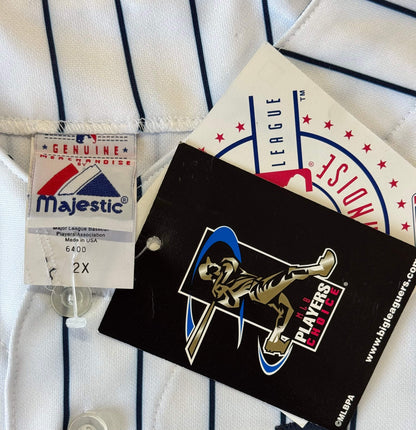 GENUINE
MERCHANDISE
Majestic®
Major League Baseball
Players Association
Made in USA
6400
2X
LEAGUE
™
MLB
PLAYERS
CHOICE
www.bigleaguers.com
©MLBPA